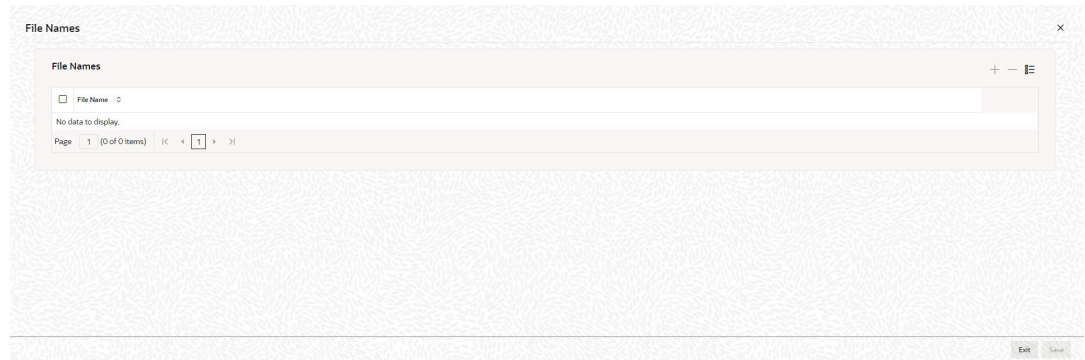 File Names
File Names
File Name
No data to display.
Page 1 (0 of 0 items) 1
Exit Save